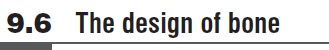 9.6 The design of bone